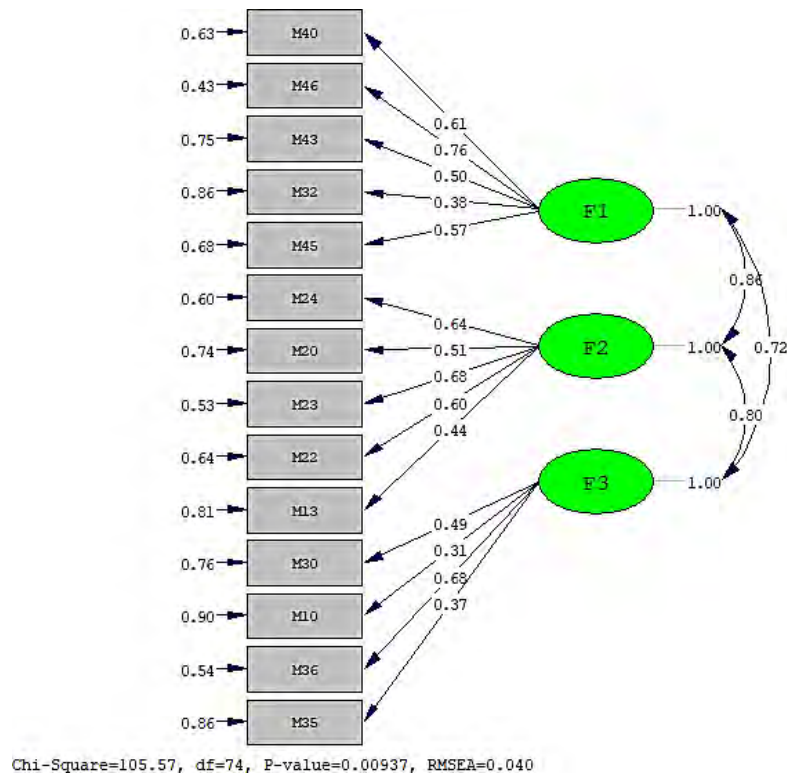 0.63 M40
0.43 M46
0.75 M43
0.86 M32
0.68 M45
0.60 M24
0.74 M20
0.53 M23
0.64 M22
0.81 M13
0.76 M30
0.90 M10
0.54 M36
0.86 M35
0.61
0.76
0.50
0.38
0.57
0.64
0.51
0.68
0.60
0.44
0.49
0.31
0.68
0.37
F1 1.00
F2 1.00
F3 1.00
0.86
0.72
0.80
Chi-Square=105.57, df=74, P-value=0.00937, RMSEA=0.040